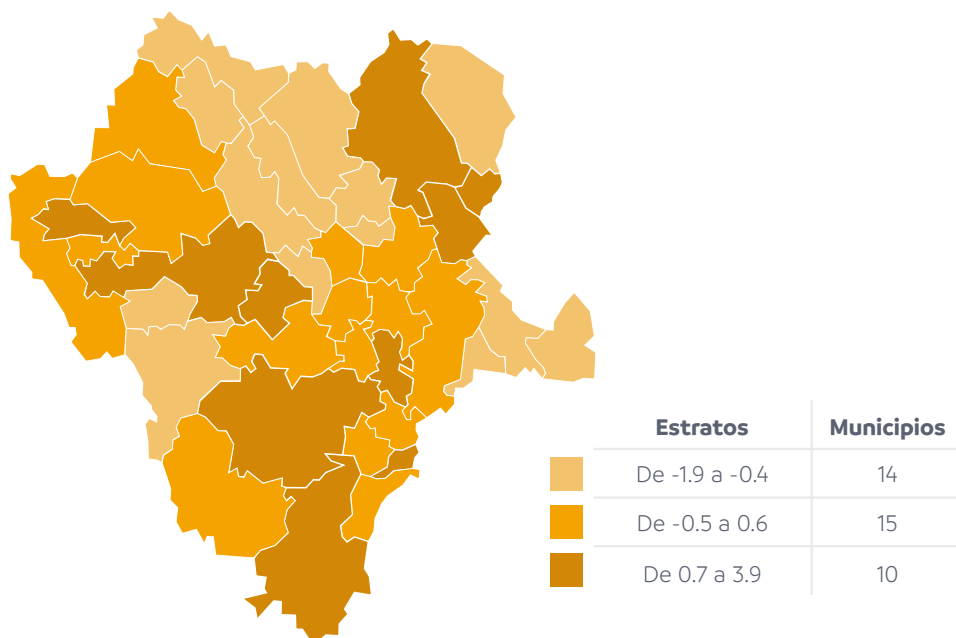 Estratos Municipios
De -1.9 a -0.4 14
De -0.5 a 0.6 15
De 0.7 a 3.9 10